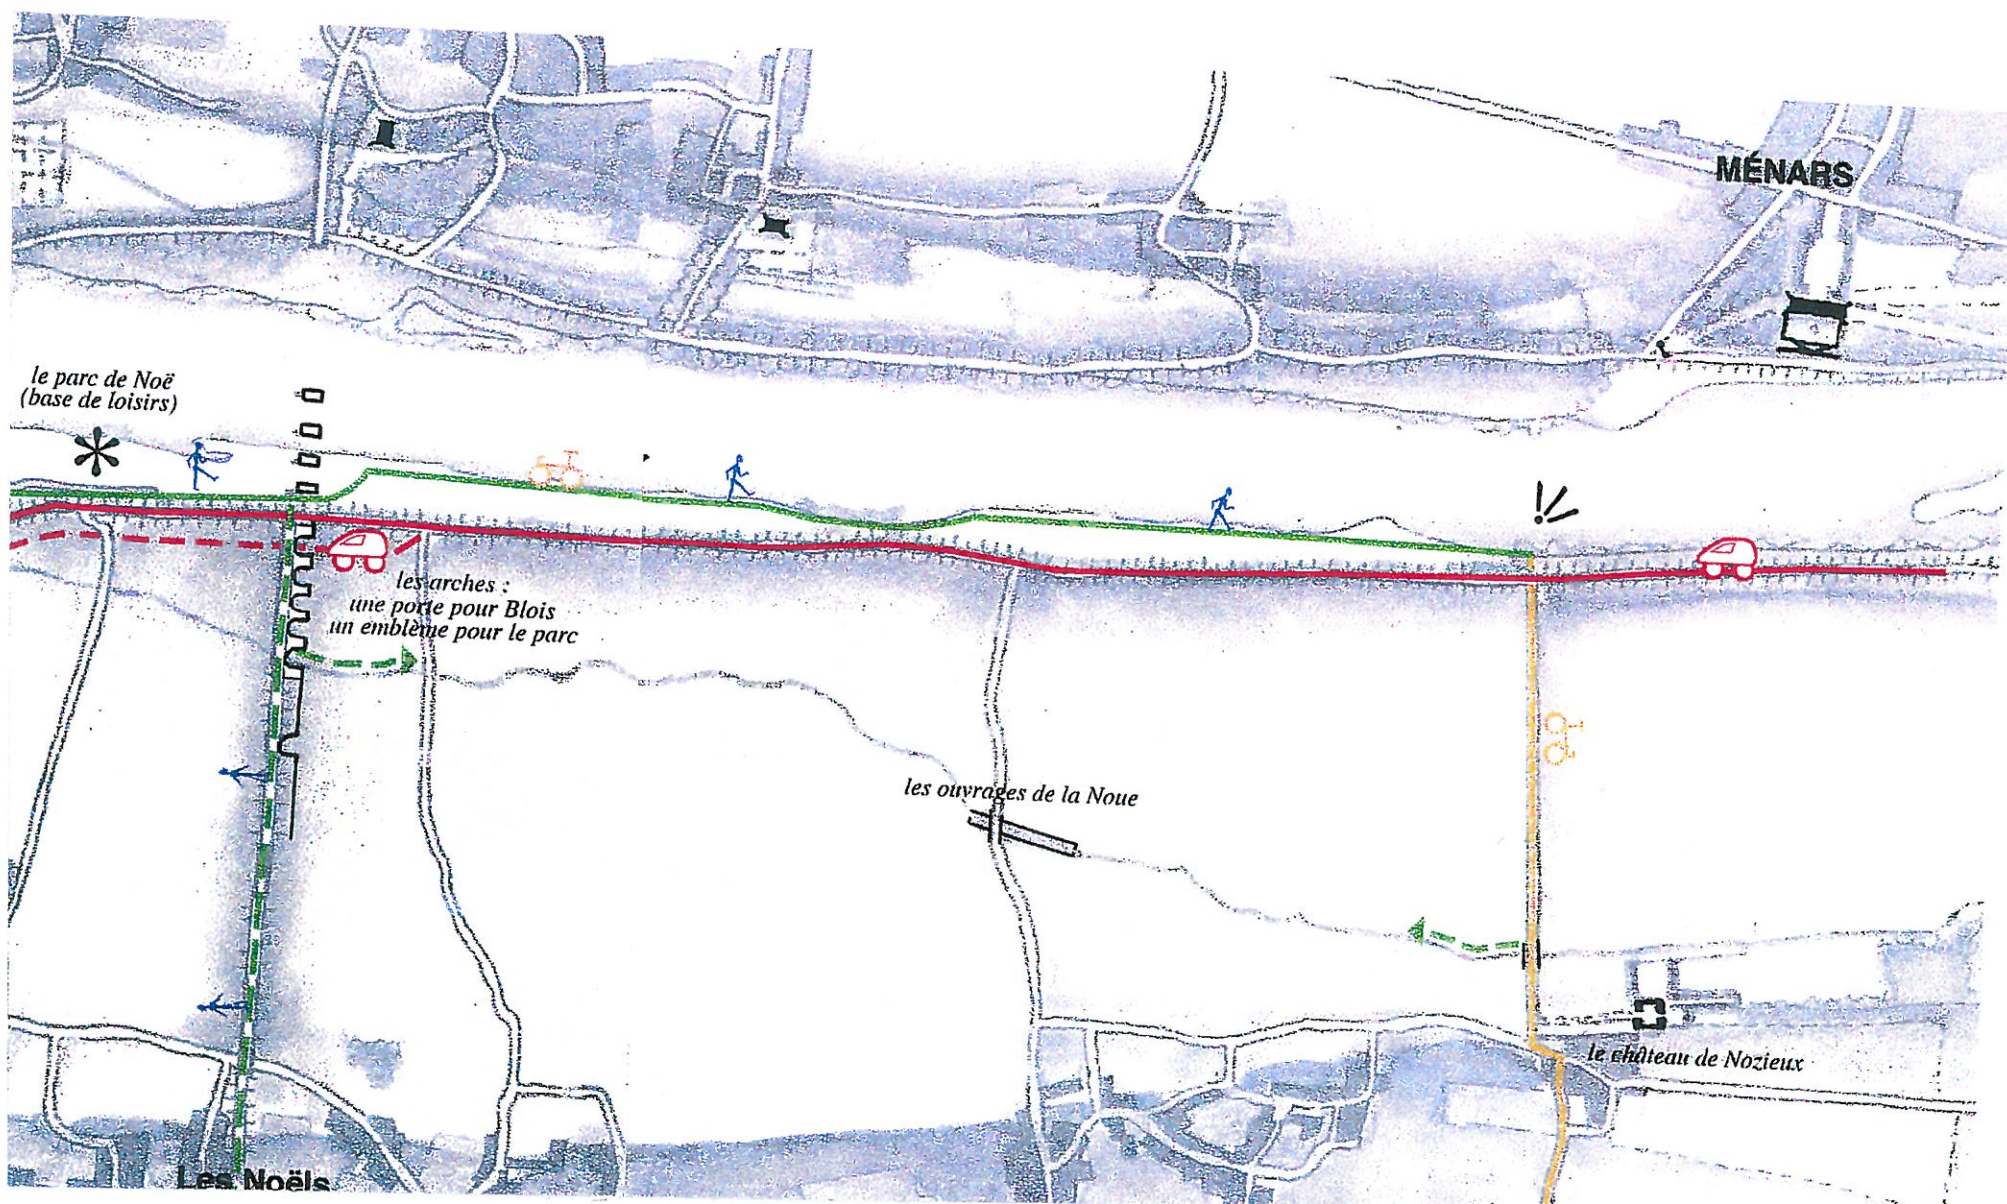 MÉNARS
le parc de Noë
(base de loisirs)
les arches :
une porte pour Blois
un emblème pour le parc
les ouvrages de la Noue
le château de Nozieux
Les Noëls